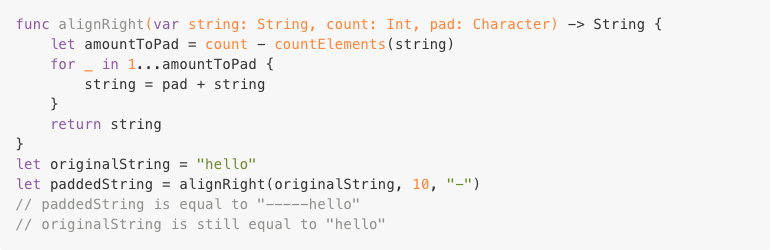 func alignRight(var string: String, count: Int, pad: Character) -> String {
    let amountToPad = count - countElements(string)
    for _ in 1...amountToPad {
        string = pad + string
    }
    return string
}
let originalString = "hello"
let paddedString = alignRight(originalString, 10, "-")
// paddedString is equal to "-----hello"
// originalString is still equal to "hello"